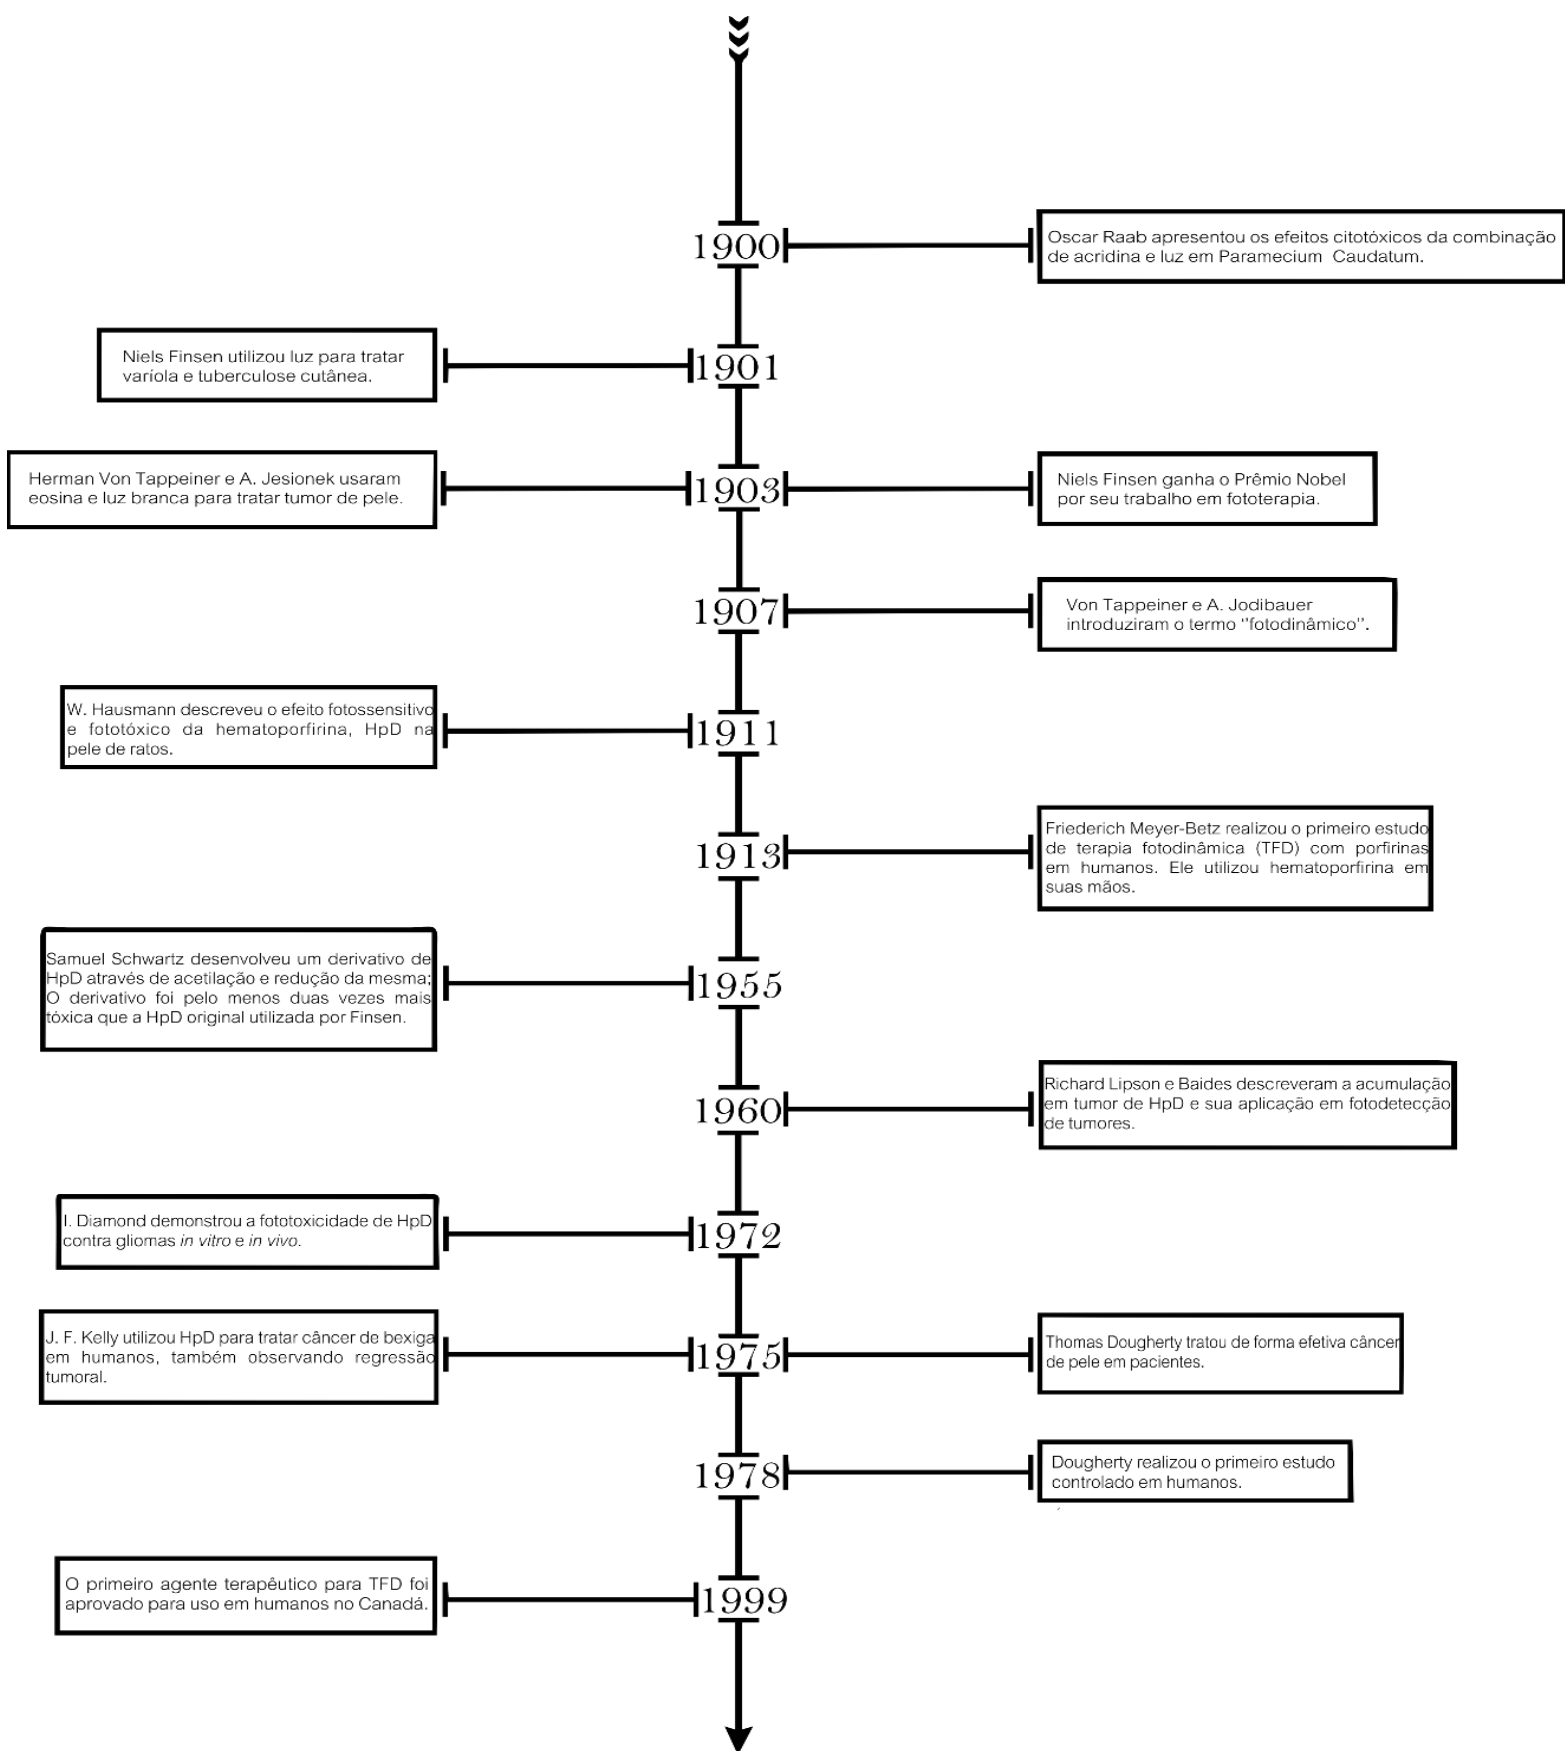 1900
Oscar Raab apresentou os efeitos citotóxicos da combinação
de acridina e luz em Paramecium Caudatum.
Niels Finsen utilizou luz para tratar
varíola e tuberculose cutânea.
1901
Herman Von Tappeiner e A. Jesionek usaram
eosina e luz branca para tratar tumor de pele.
1903
Niels Finsen ganha o Prêmio Nobel
por seu trabalho em fototerapia.
1907
Von Tappeiner e A. Jodibauer
introduziram o termo ‘'fotodinâmico''.
W. Hausmann descreveu o efeito fotossensitivo
e fototóxico da hematoporfirina, HpD na
pele de ratos.
1911
1913
Friederich Meyer-Betz realizou o primeiro estudo
de terapia fotodinâmica (TFD) com porfirinas
em humanos. Ele utilizou hematoporfirina em
suas mãos.
Samuel Schwartz desenvolveu um derivativo de
HpD através de acetilação e redução da mesma;
O derivativo foi pelo menos duas vezes mais
tóxica que a HpD original utilizada por Finsen.
1955
1960
Richard Lipson e Baides descreveram a acumulação
em tumor de HpD e sua aplicação em fotodetecção
de tumores.
I. Diamond demonstrou a fototoxicidade de HpD
contra gliomas in vitro e in vivo.
1972
J. F. Kelly utilizou HpD para tratar câncer de bexiga
em humanos, também observando regressão
tumoral.
1975
Thomas Dougherty tratou de forma efetiva câncer
de pele em pacientes.
1978
Dougherty realizou o primeiro estudo
controlado em humanos.
O primeiro agente terapêutico para TFD foi
aprovado para uso em humanos no Canadá.
1999